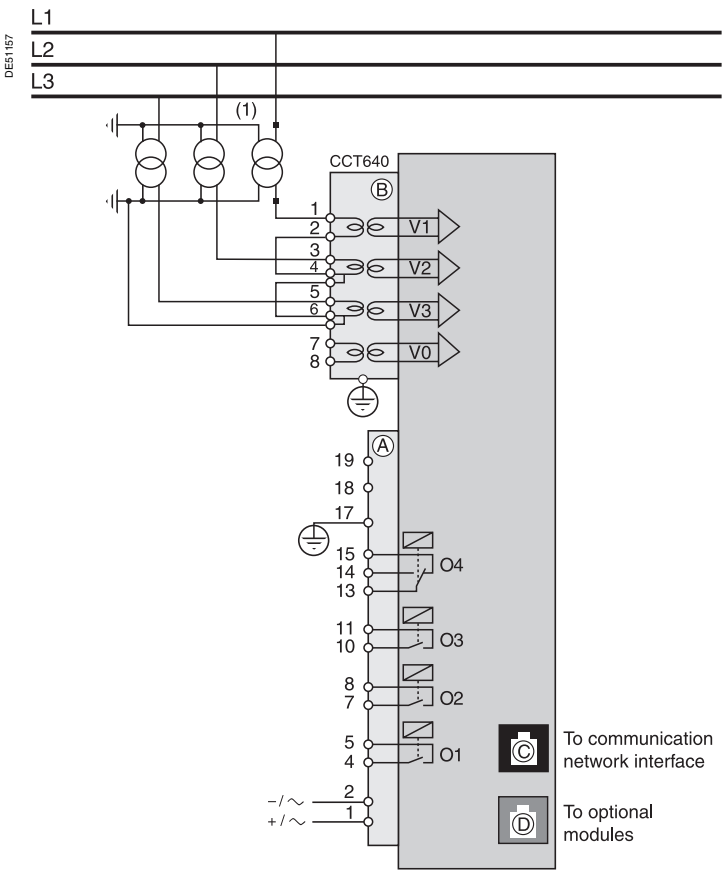 L1
DE51157
L2
L3
(1)
CCT640
B
1
V1
2
3
4
V2
5
6
V3
7
V0
8
A
19
18
17
15
14
O4
13
11
O3
10
8
O2
7
5
O1
4
C
To communication
network interface
2
−/∼
1
+/∼
D
To optional
modules